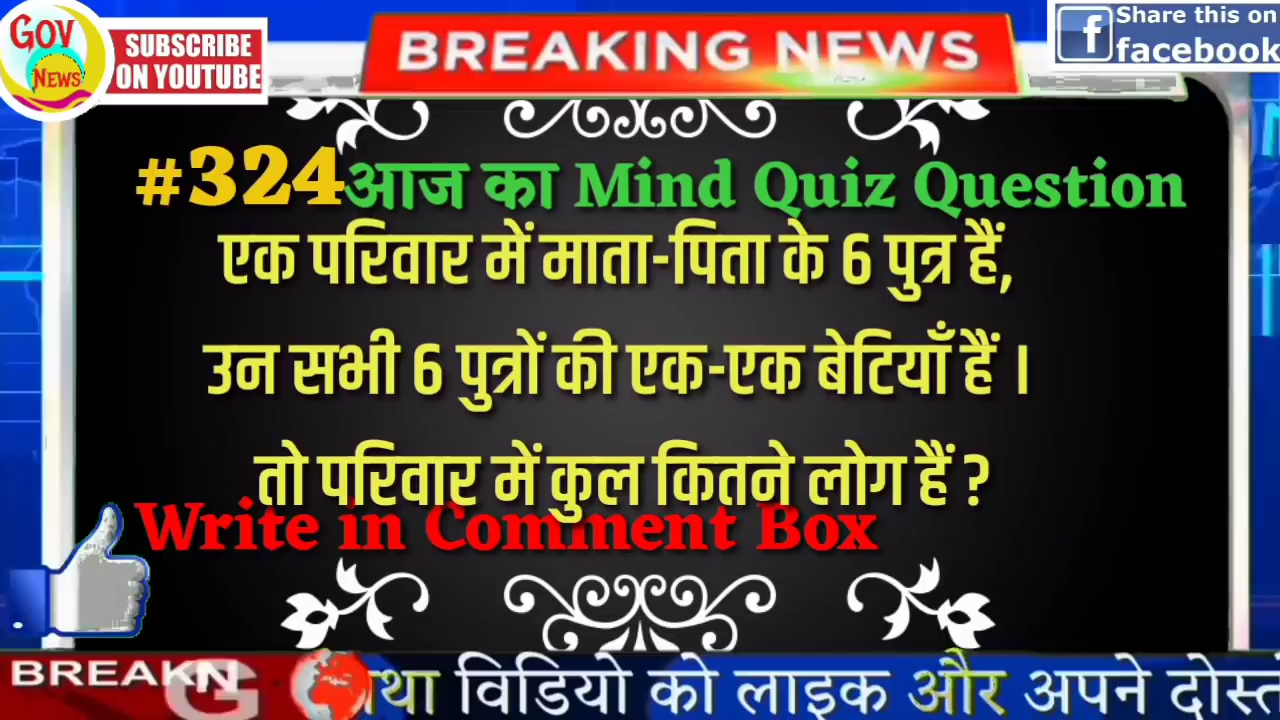 GOV
NEWS
SUBSCRIBE
ON YOUTUBE
BREAKING NEWS
f Share this on
facebook
#324आज का Mind Quiz Question
एक परिवार में माता-पिता के 6 पुत्र हैं,
उन सभी 6 पुत्रों की एक-एक बेटियाँ हैं ।
तो परिवार में कुल कितने लोग हैं ?
Write in Comment Box
BREAKN G था विडियो को लाइक और अपने दोस्त